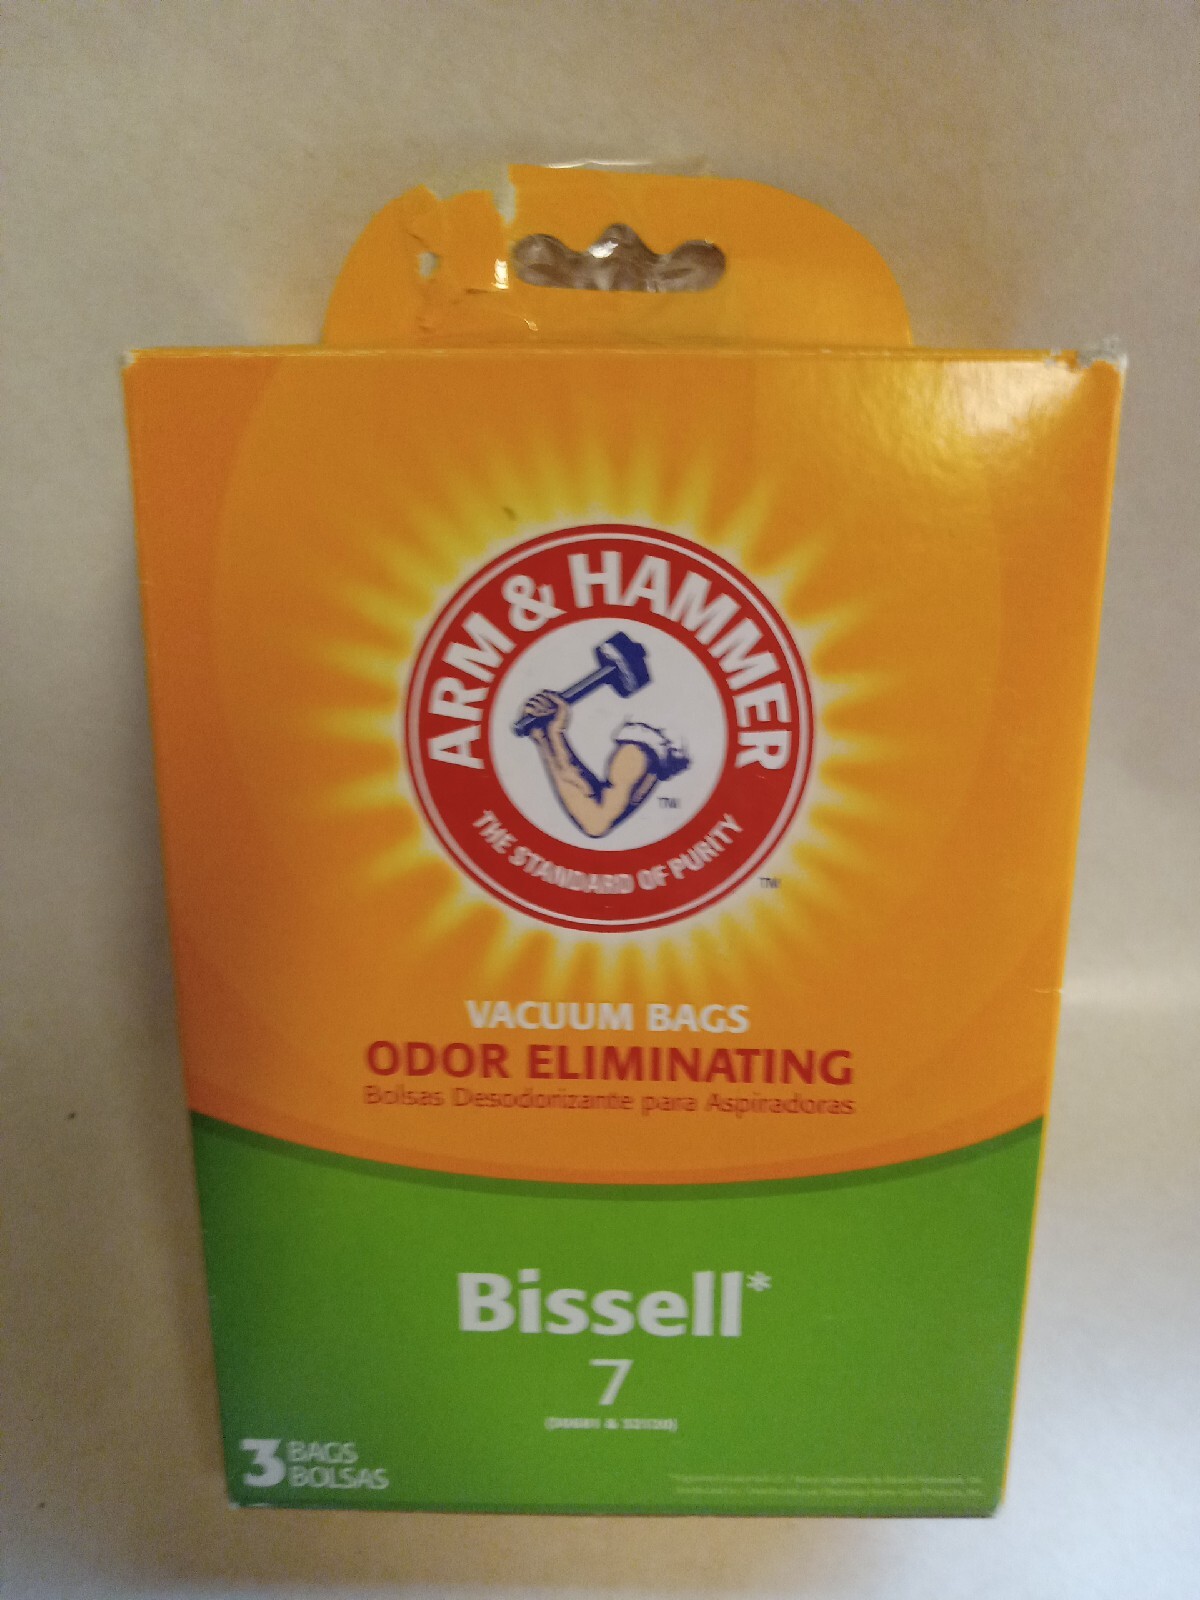 ARM & HAMMER
THE STANDARD OF PURITY
TM
TM
VACUUM BAGS
ODOR ELIMINATING
Bolsas Desodorizante para Aspiradoras
Bissell*
7
3 BAGS
BOLSAS